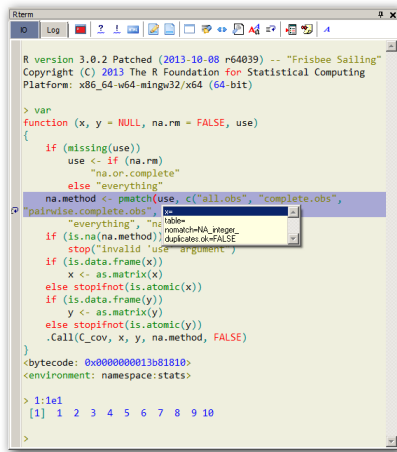 Rterm
IO Log
R version 3.0.2 Patched (2013-10-08 r64039) -- "Frisbee Sailing"
Copyright (C) 2013 The R Foundation for Statistical Computing
Platform: x86_64-w64-mingw32/x64 (64-bit)
> var
function (x, y = NULL, na.rm = FALSE, use)
{
if (missing(use))
use <- if (na.rm)
"na.or.complete"
else "everything"
na.method <- pmatch(use, c("all.obs", "complete.obs",
"pairwise.complete.obs",
x=
table=
nomatch=NA_integer_
duplicates.ok=FALSE
"everything", "na
if (is.na(na.method))
stop("invalid 'use' argument")
if (is.data.frame(x))
x <- as.matrix(x)
else stopifnot(is.atomic(x))
if (is.data.frame(y))
y <- as.matrix(y)
else stopifnot(is.atomic(y))
.Call(C_cov, x, y, na.method, FALSE)
}
<bytecode: 0x0000000013b81810>
<environment: namespace:stats>
> 1:1e1
[1] 1 2 3 4 5 6 7 8 9 10
>